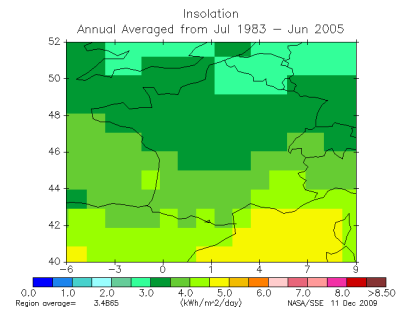 Insolation
Annual Averaged from Jul 1983 – Jun 2005
52
50
48
46
44
42
40
−6 −3 0 1 4 7 9
0.0 1.0 2.0 3.0 4.0 5.0 6.0 7.0 8.0 >8.50
Region average= 3.4865 (kWh/m^2/day) NASA/SSE 11 Dec 2009